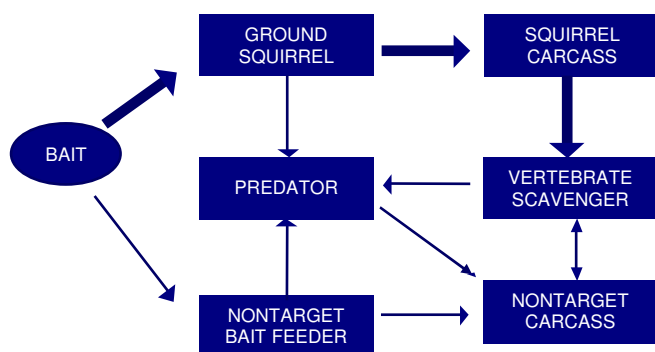 GROUND
SQUIRREL
SQUIRREL
CARCASS
BAIT
PREDATOR
VERTEBRATE
SCAVENGER
NONTARGET
BAIT FEEDER
NONTARGET
CARCASS